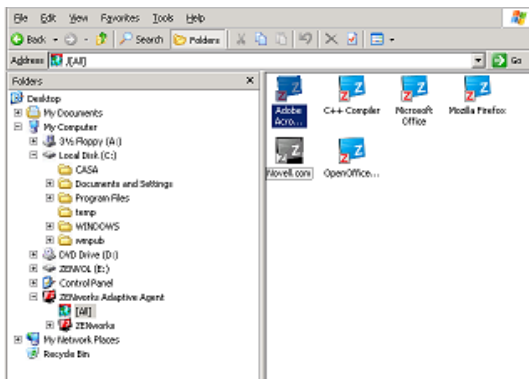 File Edit View Favorites Tools Help
Back Search Folders
Address [All] Go
Folders
Desktop
My Documents
My Computer
3½ Floppy (A:)
Local Disk (C:)
CASA
Documents and Settings
Program Files
temp
WINDOWS
wmpub
DVD Drive (D:)
ZENVOL (E:)
Control Panel
ZENworks Adaptive Agent
[All]
ZENworks
My Network Places
Recycle Bin
Adobe Acro...
C++ Compiler
Microsoft Office
Mozilla Firefox
Novell.com
OpenOffice...